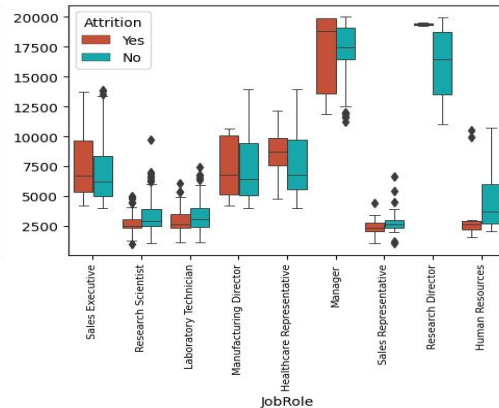 20000
17500
15000
12500
10000
7500
5000
2500
Attrition
Yes
No
Sales Executive
Research Scientist
Laboratory Technician
Manufacturing Director
Healthcare Representative
Manager
Sales Representative
Research Director
Human Resources
JobRole